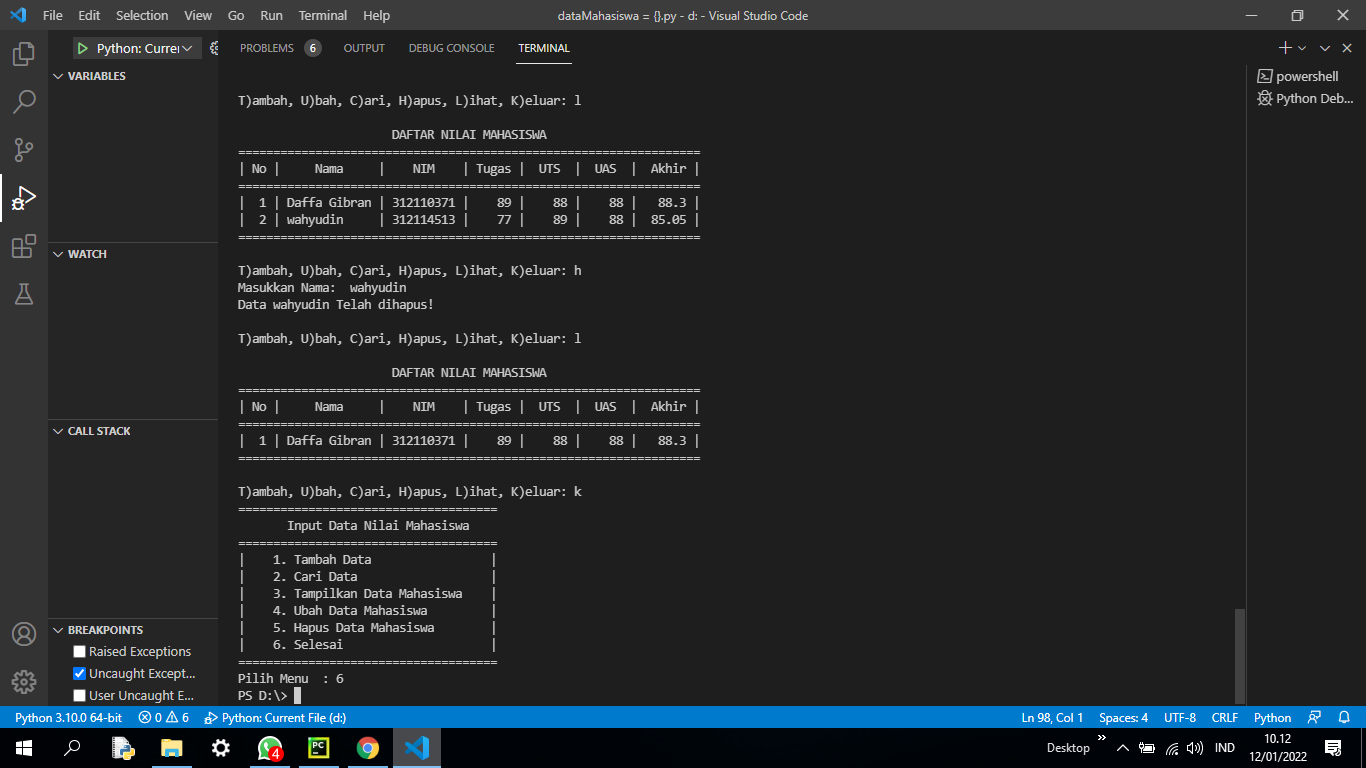 File Edit Selection View Go Run Terminal Help dataMahasiswa = {}.py - d: - Visual Studio Code
Python: Currer PROBLEMS 6 OUTPUT DEBUG CONSOLE TERMINAL
VARIABLES
WATCH
CALL STACK
BREAKPOINTS
Raised Exceptions
Uncaught Except...
User Uncaught E...
T)ambah, U)bah, C)ari, H)apus, L)ihat, K)eluar: l
DAFTAR NILAI MAHASISWA
==================================================================
| No |     Nama     |    NIM    | Tugas |  UTS  |  UAS  |  Akhir |
==================================================================
|  1 | Daffa Gibran | 312110371 |    89 |    88 |    88 |   88.3 |
|  2 | wahyudin     | 312114513 |    77 |    89 |    88 |  85.05 |
==================================================================
T)ambah, U)bah, C)ari, H)apus, L)ihat, K)eluar: h
Masukkan Nama:  wahyudin
Data wahyudin Telah dihapus!
T)ambah, U)bah, C)ari, H)apus, L)ihat, K)eluar: l
DAFTAR NILAI MAHASISWA
==================================================================
| No |     Nama     |    NIM    | Tugas |  UTS  |  UAS  |  Akhir |
==================================================================
|  1 | Daffa Gibran | 312110371 |    89 |    88 |    88 |   88.3 |
==================================================================
T)ambah, U)bah, C)ari, H)apus, L)ihat, K)eluar: k
=====================================
Input Data Nilai Mahasiswa
=====================================
|    1. Tambah Data                 |
|    2. Cari Data                   |
|    3. Tampilkan Data Mahasiswa    |
|    4. Ubah Data Mahasiswa         |
|    5. Hapus Data Mahasiswa        |
|    6. Selesai                     |
=====================================
Pilih Menu  : 6
PS D:\>
powershell
Python Deb...
Python 3.10.0 64-bit 0 6 Python: Current File (d:) Ln 98, Col 1 Spaces: 4 UTF-8 CRLF Python
4 PC Desktop » IND 10.12
12/01/2022